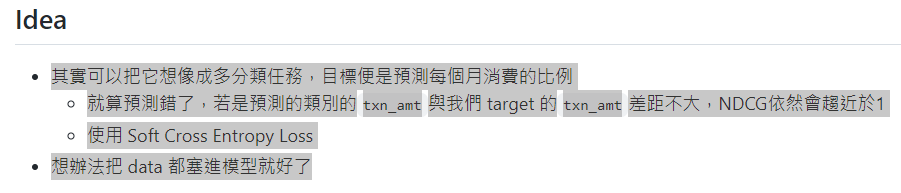 Idea
其實可以把它想像成多分類任務，目標便是預測每個月消費的比例
就算預測錯了，若是預測的類別的 txn_amt 與我們 target 的 txn_amt 差距不大，NDCG依然會趨近於1
使用 Soft Cross Entropy Loss
想辦法把 data 都塞進模型就好了